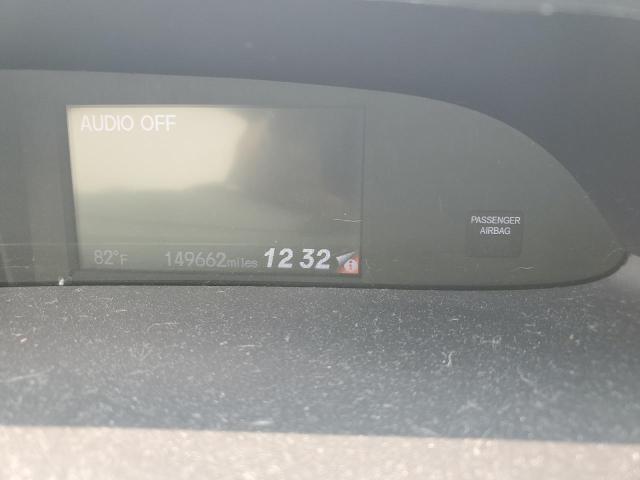 AUDIO OFF
PASSENGER
AIRBAG
82°F 149662miles 12 32